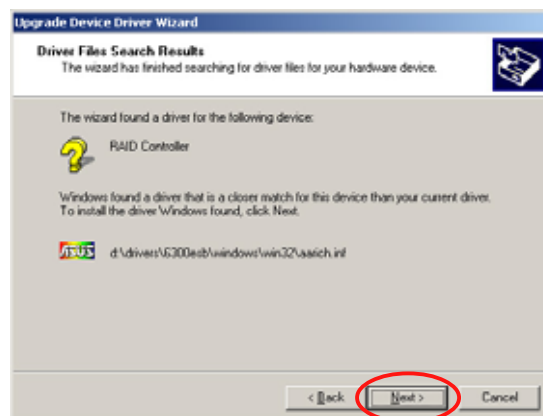 Upgrade Device Driver Wizard
Driver Files Search Results
The wizard has finished searching for driver files for your hardware device.
The wizard found a driver for the following device:
RAID Controller
Windows found a driver that is a closer match for this device than your current driver.
To install the driver Windows found, click Next.
ASUS d:\drivers\6300esb\windows\win32\aarich.inf
< Back Next > Cancel